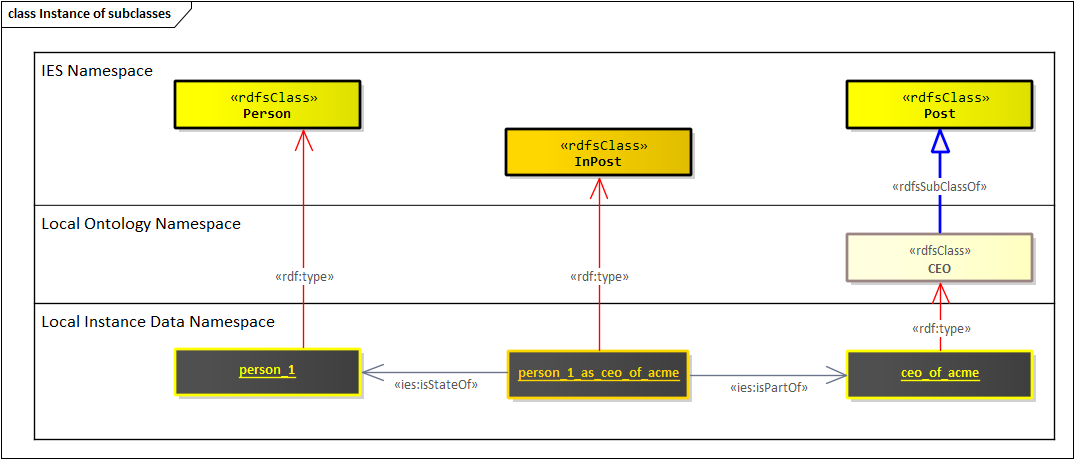 class Instance of subclasses
IES Namespace
«rdfsClass»
Person
«rdfsClass»
InPost
«rdfsClass»
Post
«rdfsSubClassOf»
Local Ontology Namespace
«rdfsClass»
CEO
«rdf:type»
«rdf:type»
«rdf:type»
Local Instance Data Namespace
person_1
«ies:isStateOf»
person_1_as_ceo_of_acme
«ies:isPartOf»
ceo_of_acme